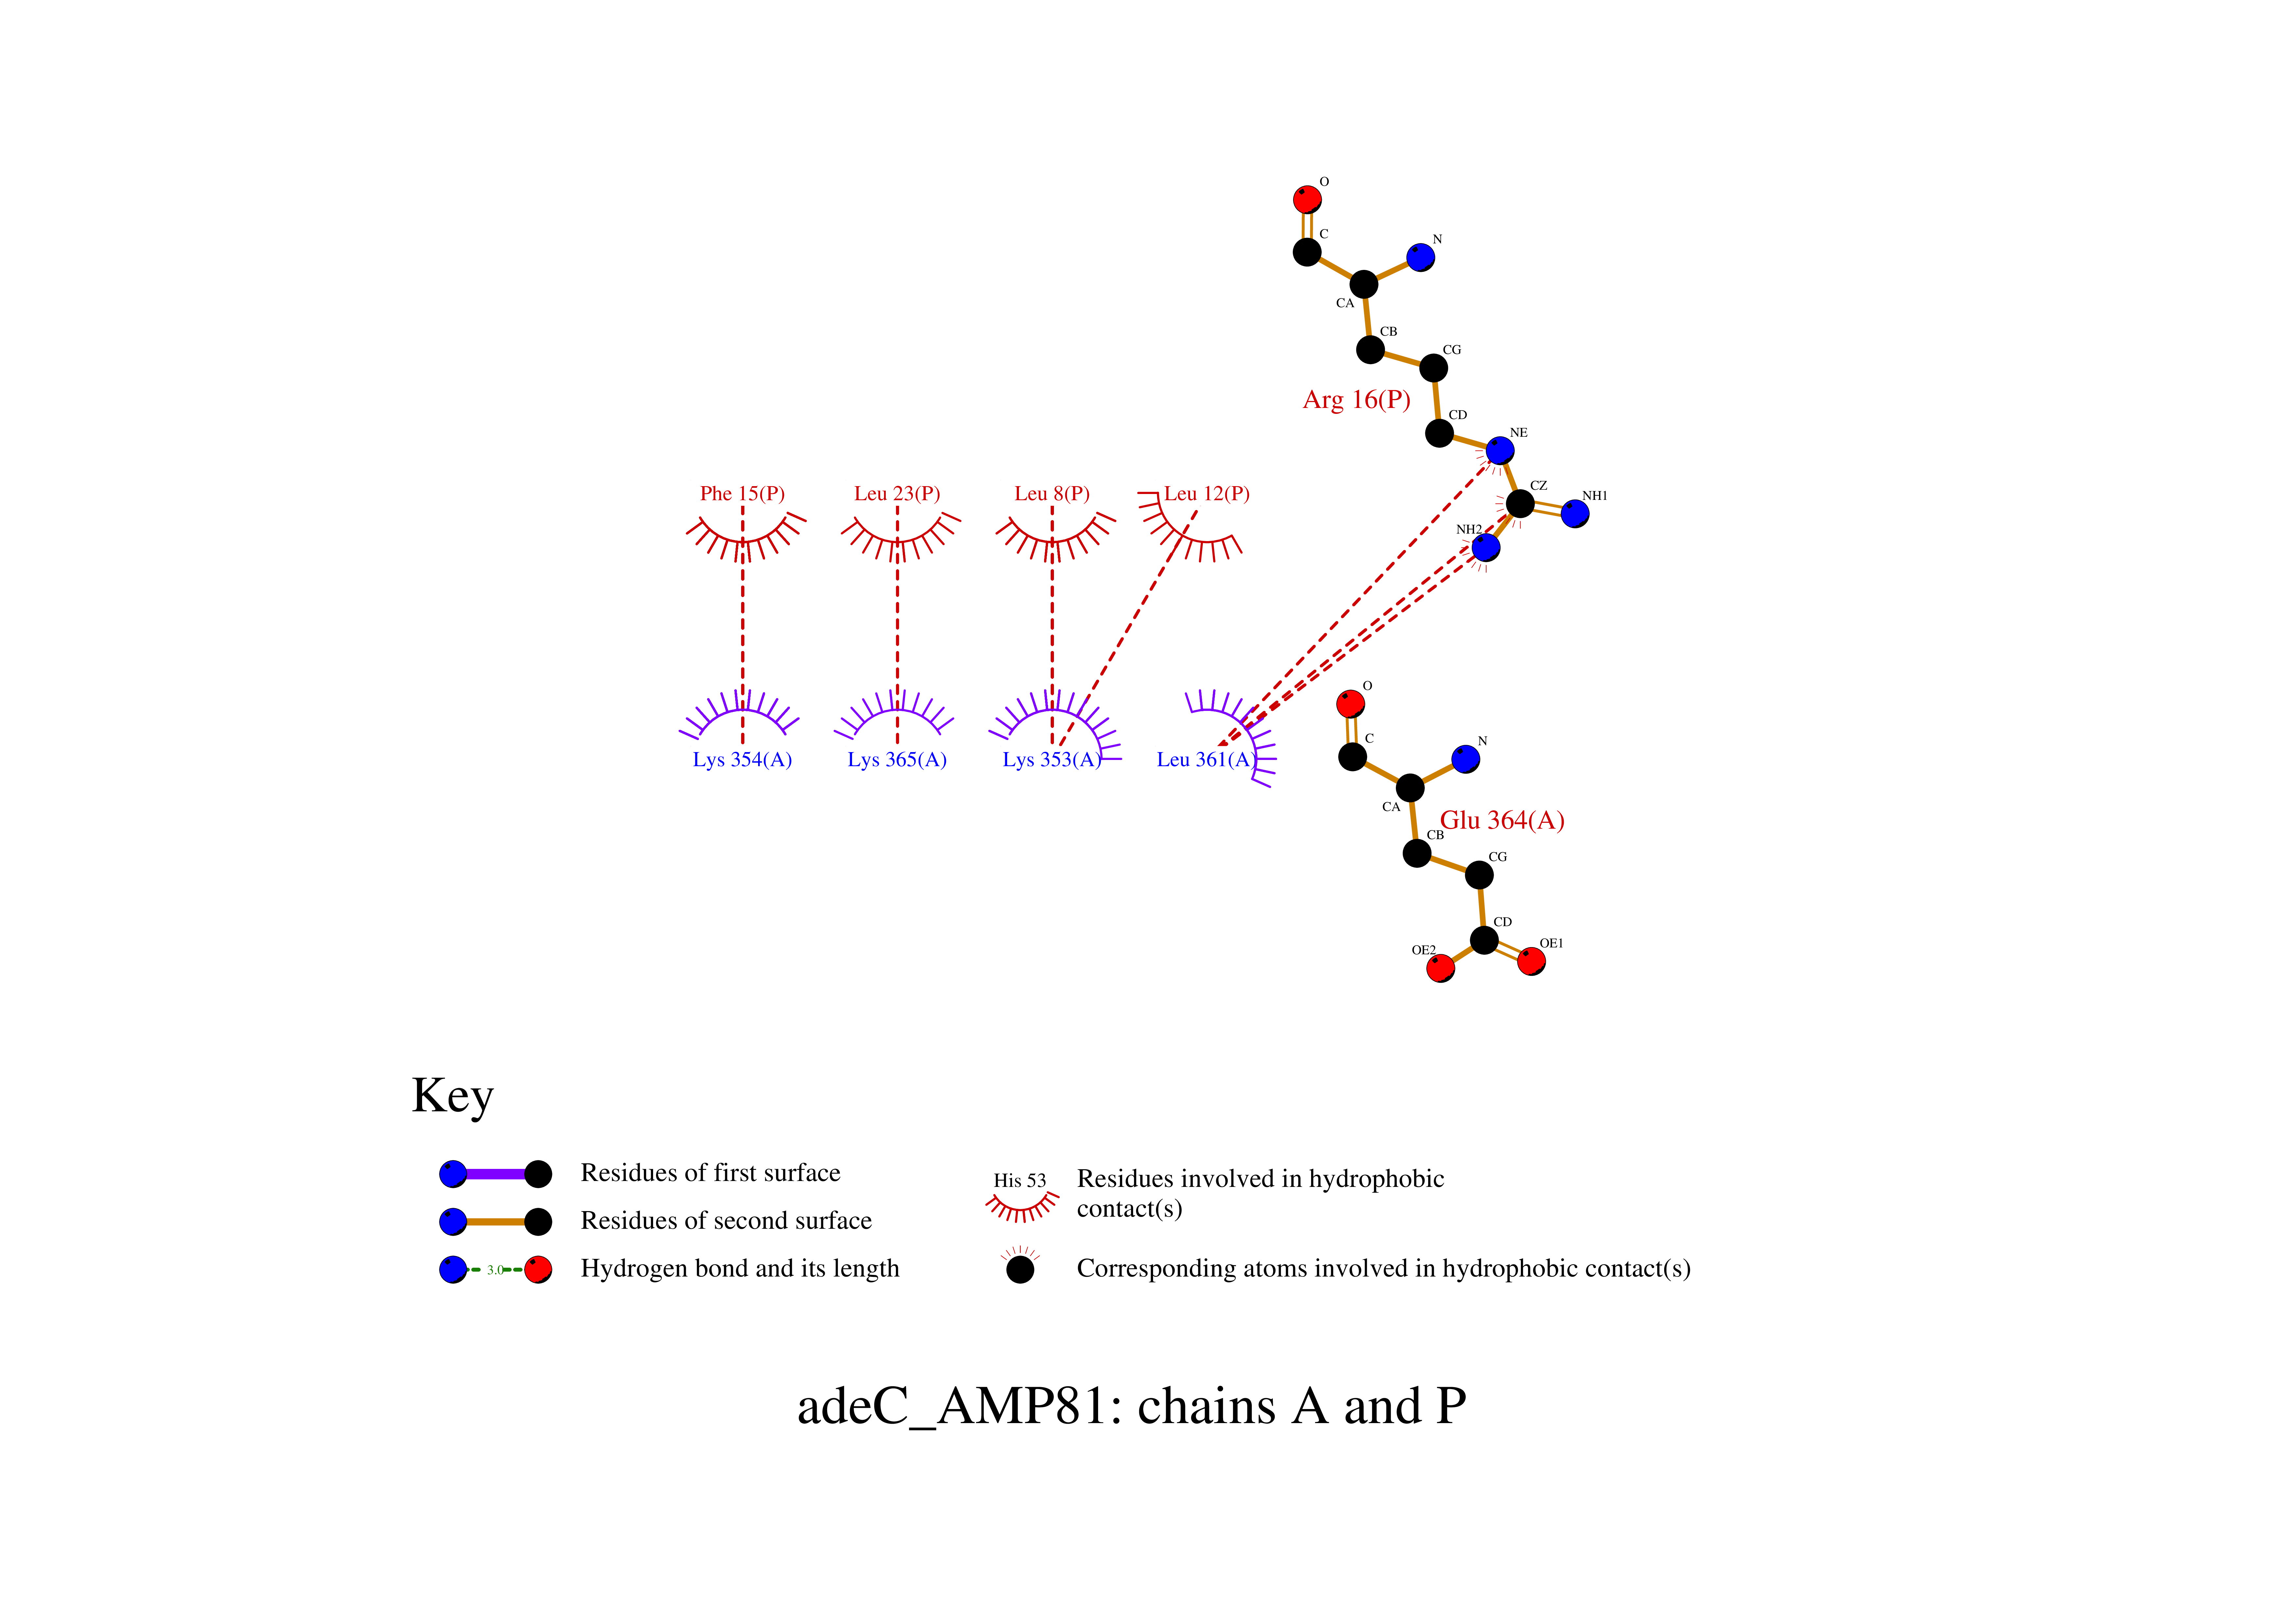 O
C
N
CA
CB
CG
Arg 16(P)
CD
NE
CZ
NH1
NH2
Phe 15(P) Leu 23(P) Leu 8(P) Leu 12(P)
Lys 354(A) Lys 365(A) Lys 353(A) Leu 361(A)
O
C
N
CA
Glu 364(A)
CB
CG
CD
OE2
OE1
Key
Residues of first surface
Residues of second surface
3.0
Hydrogen bond and its length
His 53
Residues involved in hydrophobic
contact(s)
Corresponding atoms involved in hydrophobic contact(s)
adeC_AMP81: chains A and P